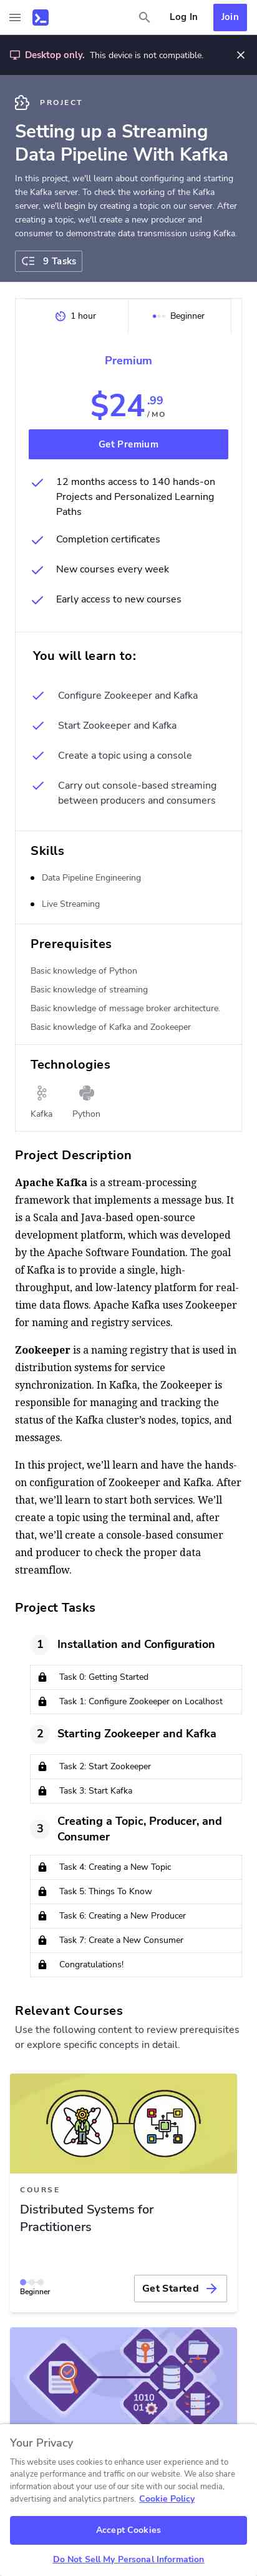 Log In
Join
Desktop only. This device is not compatible.
PROJECT
Setting up a Streaming
Data Pipeline With Kafka
In this project, we'll learn about configuring and starting
the Kafka server. To check the working of the Kafka
server, we'll begin by creating a topic on our server. After
creating a topic, we'll create a new producer and
consumer to demonstrate data transmission using Kafka.
9 Tasks
1 hour
Beginner
Premium
$24
.99
/MO
Get Premium
12 months access to 140 hands-on
Projects and Personalized Learning
Paths
Completion certificates
New courses every week
Early access to new courses
You will learn to:
Configure Zookeeper and Kafka
Start Zookeeper and Kafka
Create a topic using a console
Carry out console-based streaming
between producers and consumers
Skills
Data Pipeline Engineering
Live Streaming
Prerequisites
Basic knowledge of Python
Basic knowledge of streaming
Basic knowledge of message broker architecture.
Basic knowledge of Kafka and Zookeeper
Technologies
Kafka
Python
Project Description
Apache Kafka is a stream-processing
framework that implements a message bus. It
is a Scala and Java-based open-source
development platform, which was developed
by the Apache Software Foundation. The goal
of Kafka is to provide a single, high-
throughput, and low-latency platform for real-
time data flows. Apache Kafka uses Zookeeper
for naming and registry services.
Zookeeper is a naming registry that is used in
distribution systems for service
synchronization. In Kafka, the Zookeeper is
responsible for managing and tracking the
status of the Kafka cluster's nodes, topics, and
messages.
In this project, we'll learn and have the hands-
on configuration of Zookeeper and Kafka. After
that, we'll learn to start both services. We'll
create a topic using the terminal and, after
that, we'll create a console-based consumer
and producer to check the proper data
streamflow.
Project Tasks
1
Installation and Configuration
Task 0: Getting Started
Task 1: Configure Zookeeper on Localhost
2
Starting Zookeeper and Kafka
Task 2: Start Zookeeper
Task 3: Start Kafka
3
Creating a Topic, Producer, and
Consumer
Task 4: Creating a New Topic
Task 5: Things To Know
Task 6: Creating a New Producer
Task 7: Create a New Consumer
Congratulations!
Relevant Courses
Use the following content to review prerequisites
or explore specific concepts in detail.
COURSE
Distributed Systems for
Practitioners
Beginner
Get Started
1010
01
Your Privacy
This website uses cookies to enhance user experience and to
analyze performance and traffic on our website. We also share
information about your use of our site with our social media,
advertising and analytics partners. Cookie Policy
Accept Cookies
Do Not Sell My Personal Information